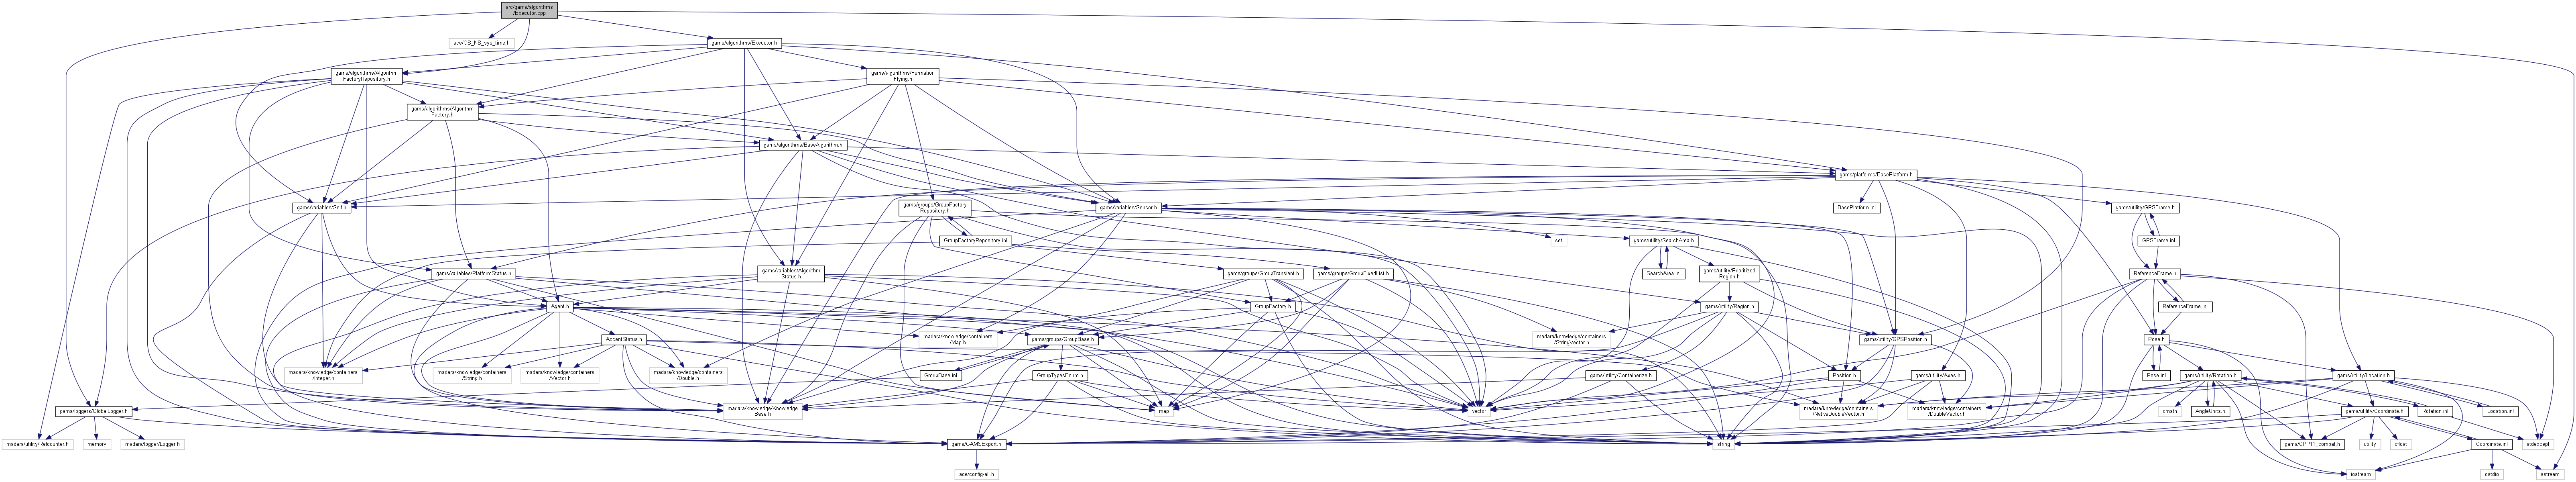 src/gams/algorithms
/Executor.cpp
ace/OS_NS_sys_time.h
gams/algorithms/Executor.h
gams/algorithms/Algorithm
FactoryRepository.h
gams/algorithms/Formation
Flying.h
gams/algorithms/Algorithm
Factory.h
gams/algorithms/BaseAlgorithm.h
gams/platforms/BasePlatform.h
gams/variables/Self.h
gams/groups/GroupFactory
Repository.h
gams/variables/Sensor.h
BasePlatform.inl
gams/utility/GPSFrame.h
GroupFactoryRepository.inl
set
gams/utility/SearchArea.h
GPSFrame.inl
gams/variables/PlatformStatus.h
gams/variables/Algorithm
Status.h
gams/groups/GroupTransient.h
gams/groups/GroupFixedList.h
SearchArea.inl
gams/utility/Prioritized
Region.h
ReferenceFrame.h
Agent.h
GroupFactory.h
gams/utility/Region.h
ReferenceFrame.inl
AccentStatus.h
madara/knowledge/containers
/Map.h
gams/groups/GroupBase.h
madara/knowledge/containers
/StringVector.h
gams/utility/GPSPosition.h
Pose.h
madara/knowledge/containers
/Integer.h
madara/knowledge/containers
/String.h
madara/knowledge/containers
/Vector.h
madara/knowledge/containers
/Double.h
GroupBase.inl
GroupTypesEnum.h
gams/utility/Containerize.h
Position.h
gams/utility/Axes.h
Pose.inl
gams/utility/Rotation.h
gams/utility/Location.h
gams/loggers/GlobalLogger.h
madara/knowledge/Knowledge
Base.h
map
vector
madara/knowledge/containers
/NativeDoubleVector.h
madara/knowledge/containers
/DoubleVector.h
cmath
AngleUnits.h
gams/utility/Coordinate.h
Rotation.inl
Location.inl
madara/utility/Refcounter.h
memory
madara/logger/Logger.h
gams/GAMSExport.h
string
gams/CPP11_compat.h
utility
cfloat
Coordinate.inl
stdexcept
ace/config-all.h
iostream
cstdio
sstream